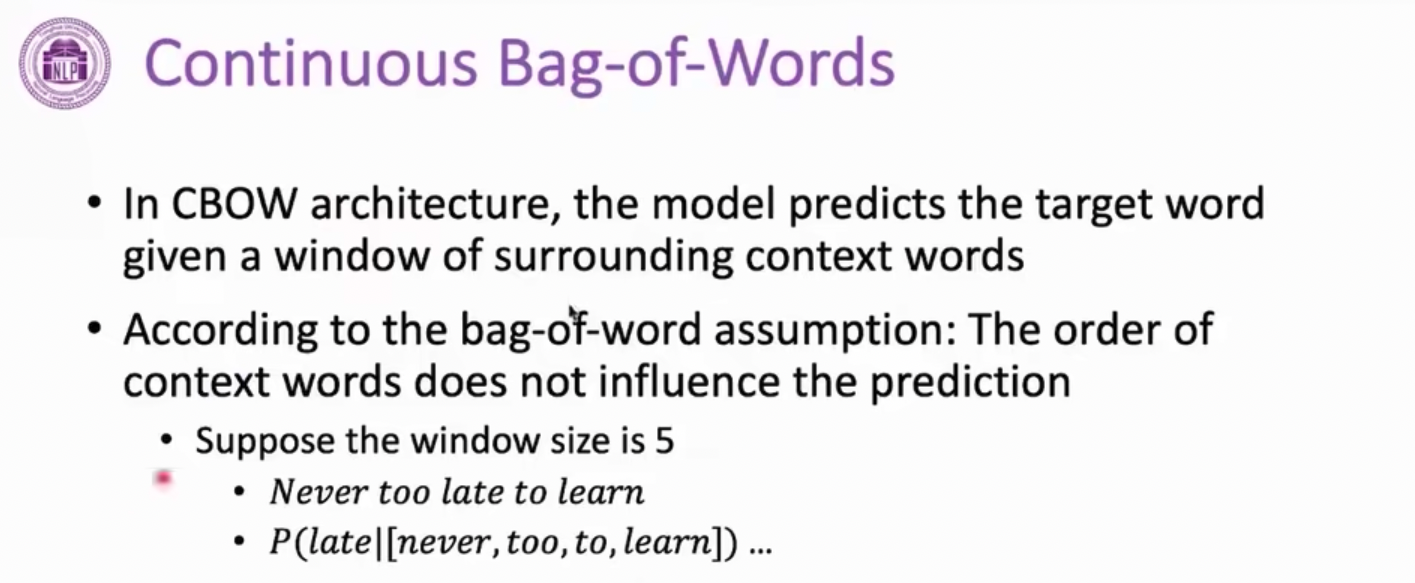 NLP
Continuous Bag-of-Words
• In CBOW architecture, the model predicts the target word
given a window of surrounding context words
• According to the bag-of-word assumption: The order of
context words does not influence the prediction
• Suppose the window size is 5
• Never too late to learn
• P(late|[never, too, to, learn]) ...